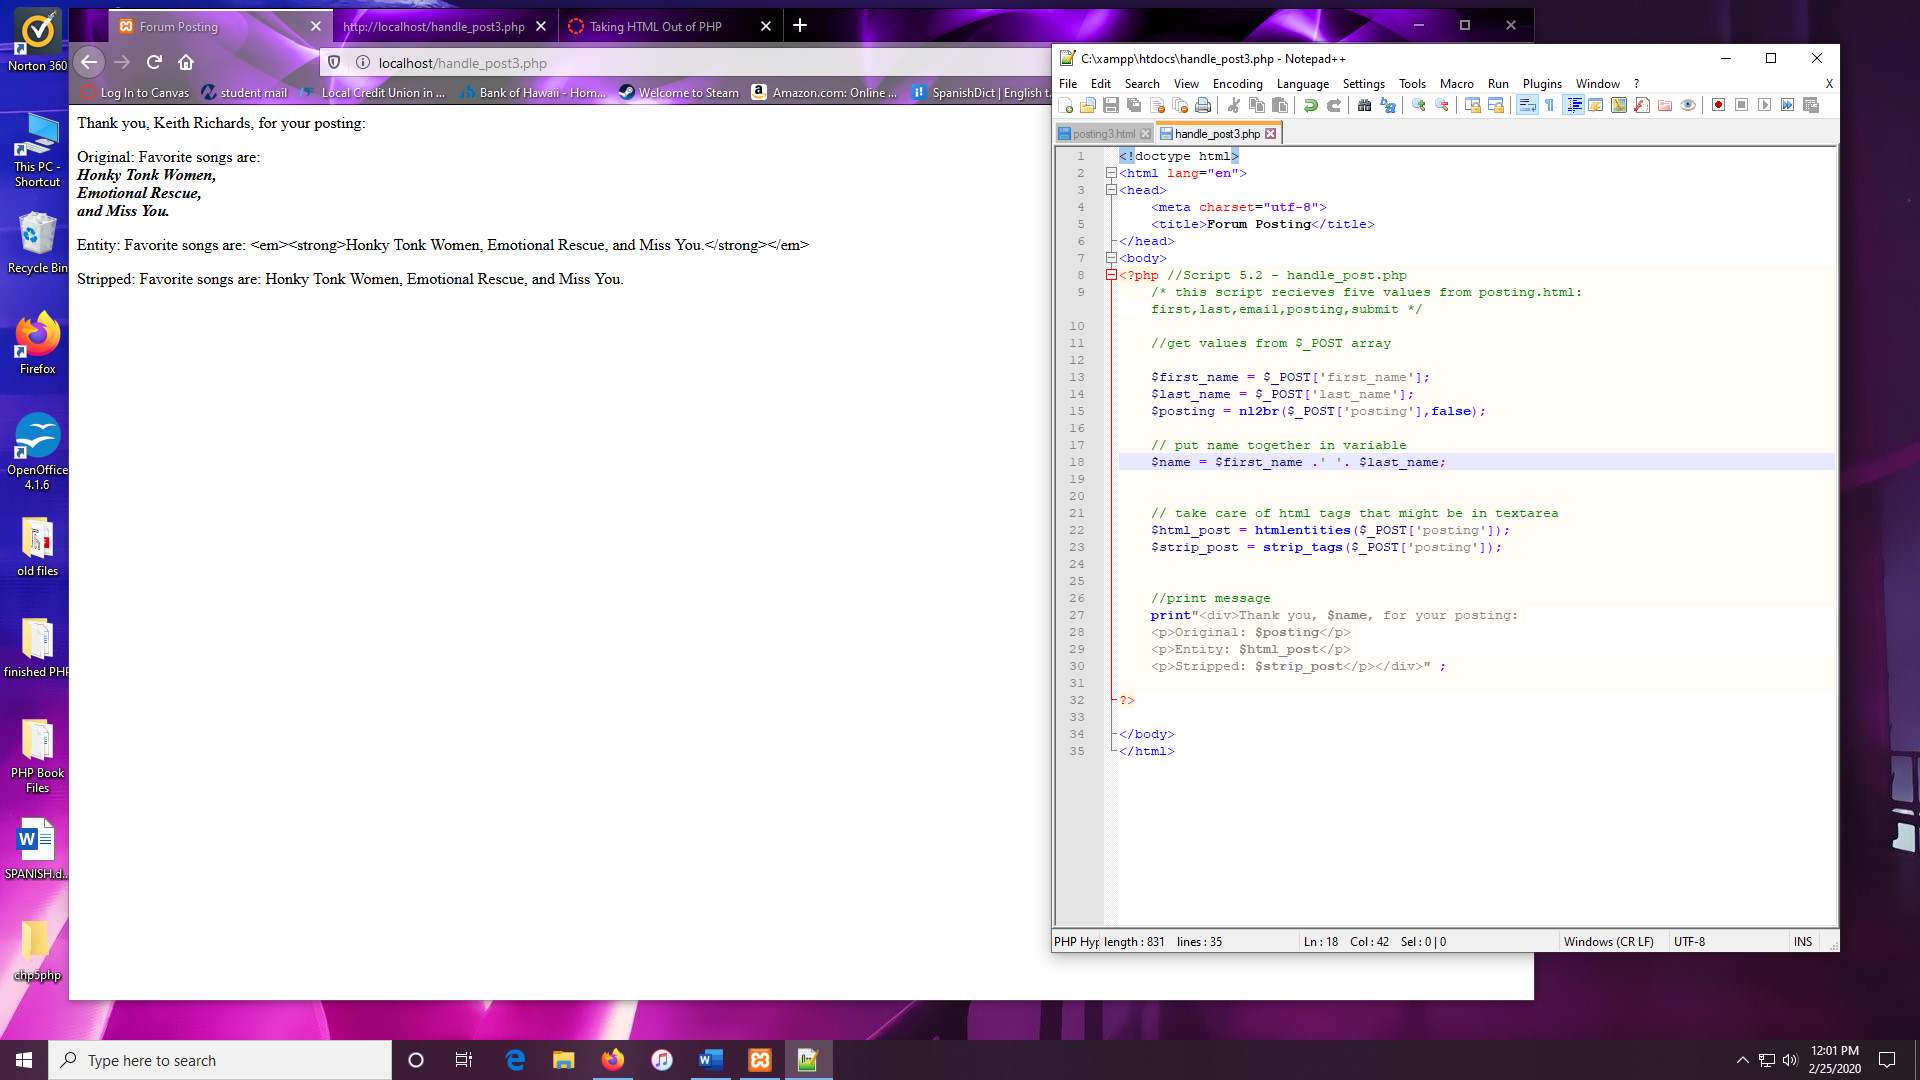 Norton 360
This PC - Shortcut
Recycle Bin
Firefox
OpenOffice 4.1.6
old files
finished PHP
PHP Book Files
SPANISH.d...
chp5php
Forum Posting
http://localhost/handle_post3.php
Taking HTML Out of PHP
localhost/handle_post3.php
Log In to Canvas
student mail
Local Credit Union in ...
Bank of Hawaii - Hom...
Welcome to Steam
Amazon.com: Online ...
SpanishDict | English t
Thank you, Keith Richards, for your posting:
Original: Favorite songs are:
Honky Tonk Women,
Emotional Rescue,
and Miss You.
Entity: Favorite songs are: <em><strong>Honky Tonk Women, Emotional Rescue, and Miss You.</strong></em>
Stripped: Favorite songs are: Honky Tonk Women, Emotional Rescue, and Miss You.
C:\xampp\htdocs\handle_post3.php - Notepad++
File Edit Search View Encoding Language Settings Tools Macro Run Plugins Window ? X
posting3.html handle_post3.php
1 <!doctype html>
2 <html lang="en">
3 <head>
4 <meta charset="utf-8">
5 <title>Forum Posting</title>
6 </head>
7 <body>
8 <?php //Script 5.2 - handle_post.php
9 /* this script recieves five values from posting.html:
first,last,email,posting,submit */
10
11 //get values from $_POST array
12
13 $first_name = $_POST['first_name'];
14 $last_name = $_POST['last_name'];
15 $posting = nl2br($_POST['posting'],false);
16
17 // put name together in variable
18 $name = $first_name .' '. $last_name;
19
20
21 // take care of html tags that might be in textarea
22 $html_post = htmlentities($_POST['posting']);
23 $strip_post = strip_tags($_POST['posting']);
24
25
26 //print message
27 print"<div>Thank you, $name, for your posting:
28 <p>Original: $posting</p>
29 <p>Entity: $html_post</p>
30 <p>Stripped: $strip_post</p></div>" ;
31
32 ?>
33
34 </body>
35 </html>
PHP Hyp length : 831 lines : 35 Ln : 18 Col : 42 Sel : 0 | 0 Windows (CR LF) UTF-8 INS
Type here to search
12:01 PM
2/25/2020